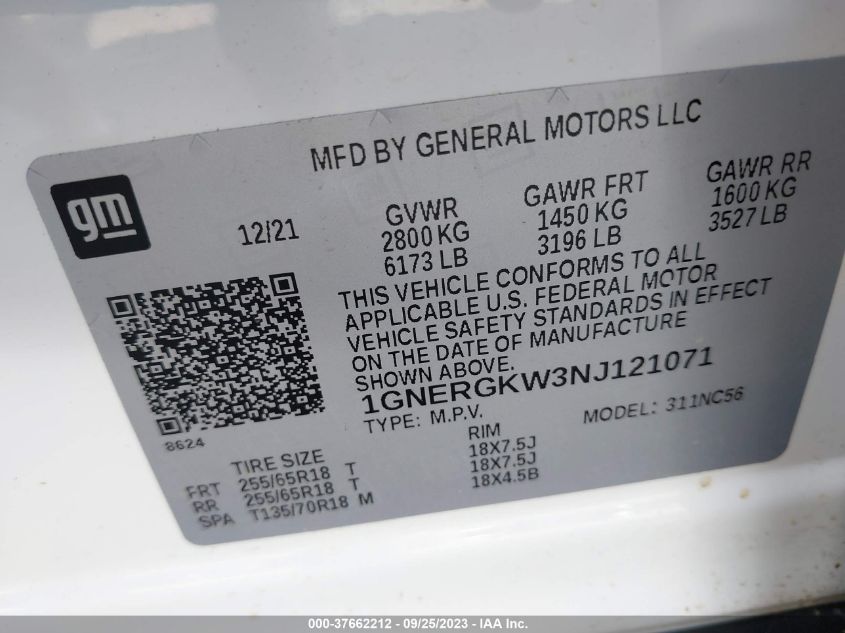 MFD BY GENERAL MOTORS LLC
gm
12/21
GVWR
2800 KG
6173 LB
GAWR FRT
1450 KG
3196 LB
GAWR RR
1600 KG
3527 LB
THIS VEHICLE CONFORMS TO ALL
APPLICABLE U.S. FEDERAL MOTOR
VEHICLE SAFETY STANDARDS IN EFFECT
ON THE DATE OF MANUFACTURE
SHOWN ABOVE.
1GNERGKW3NJ121071
TYPE: M.P.V. MODEL: 311NC56
8624
TIRE SIZE RIM
FRT 255/65R18 T 18X7.5J
RR 255/65R18 T 18X7.5J
SPA T135/70R18 M 18X4.5B
000-37662212 - 09/25/2023 - IAA Inc.